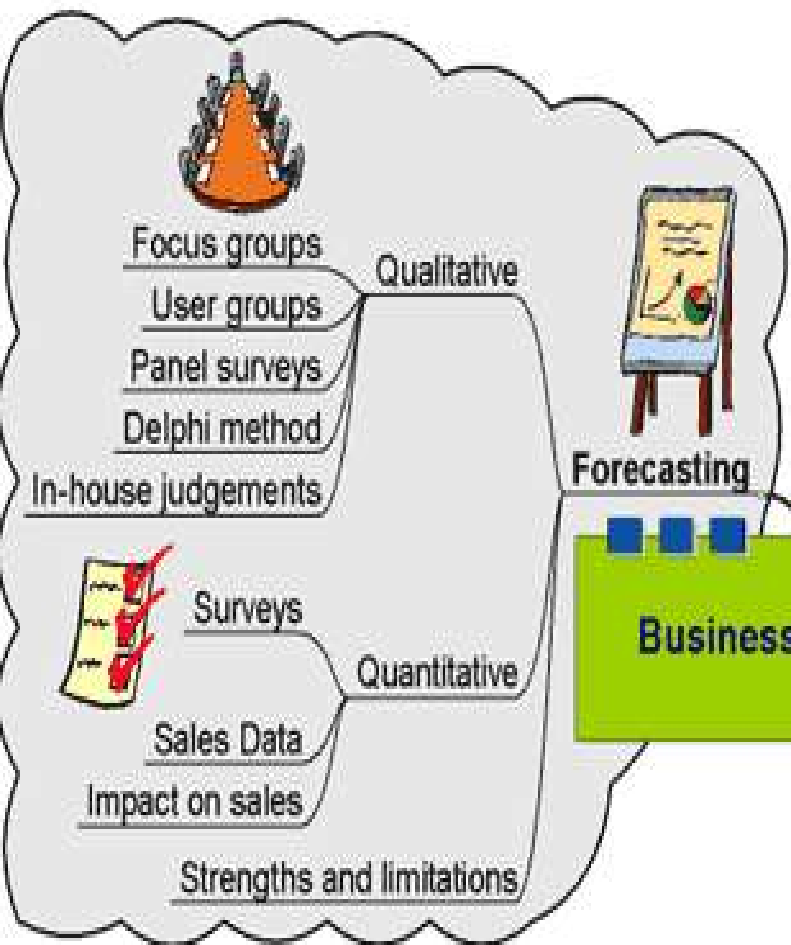 Focus groups
Qualitative
User groups
Panel surveys
Delphi method
In-house judgements
Forecasting
Surveys
Business
Quantitative
Sales Data
Impact on sales
Strengths and limitations